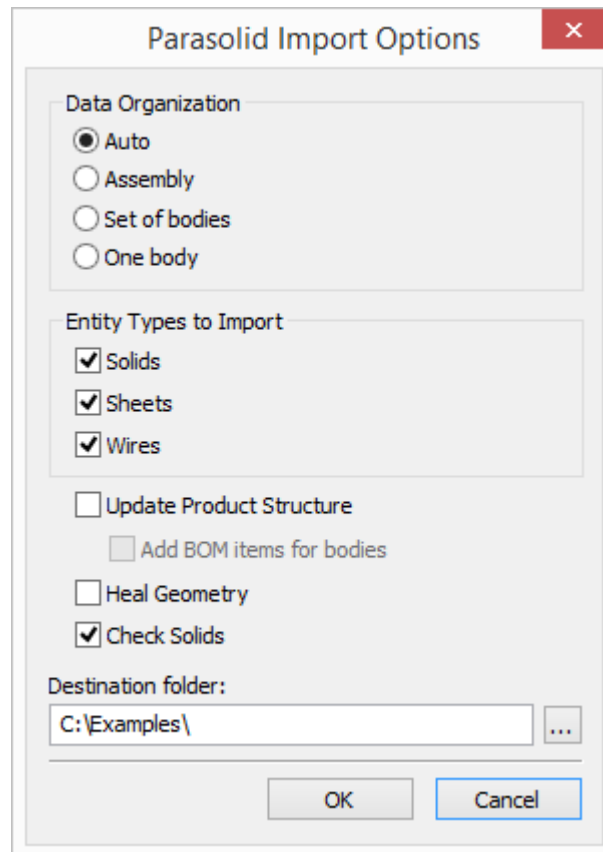 Parasolid Import Options
Data Organization
Auto
Assembly
Set of bodies
One body
Entity Types to Import
Solids
Sheets
Wires
Update Product Structure
Add BOM items for bodies
Heal Geometry
Check Solids
Destination folder:
C:\Examples\
...
OK Cancel